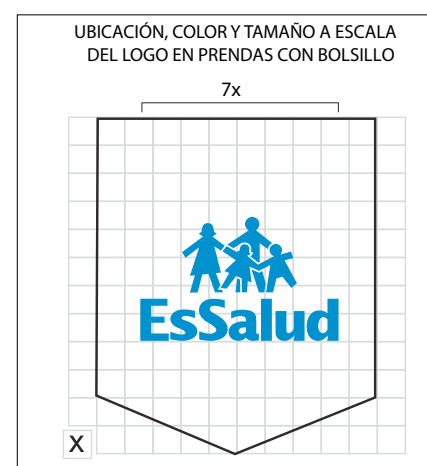 UBICACIÓN, COLOR Y TAMAÑO A ESCALA
DEL LOGO EN PRENDAS CON BOLSILLO
7x
EsSalud
X